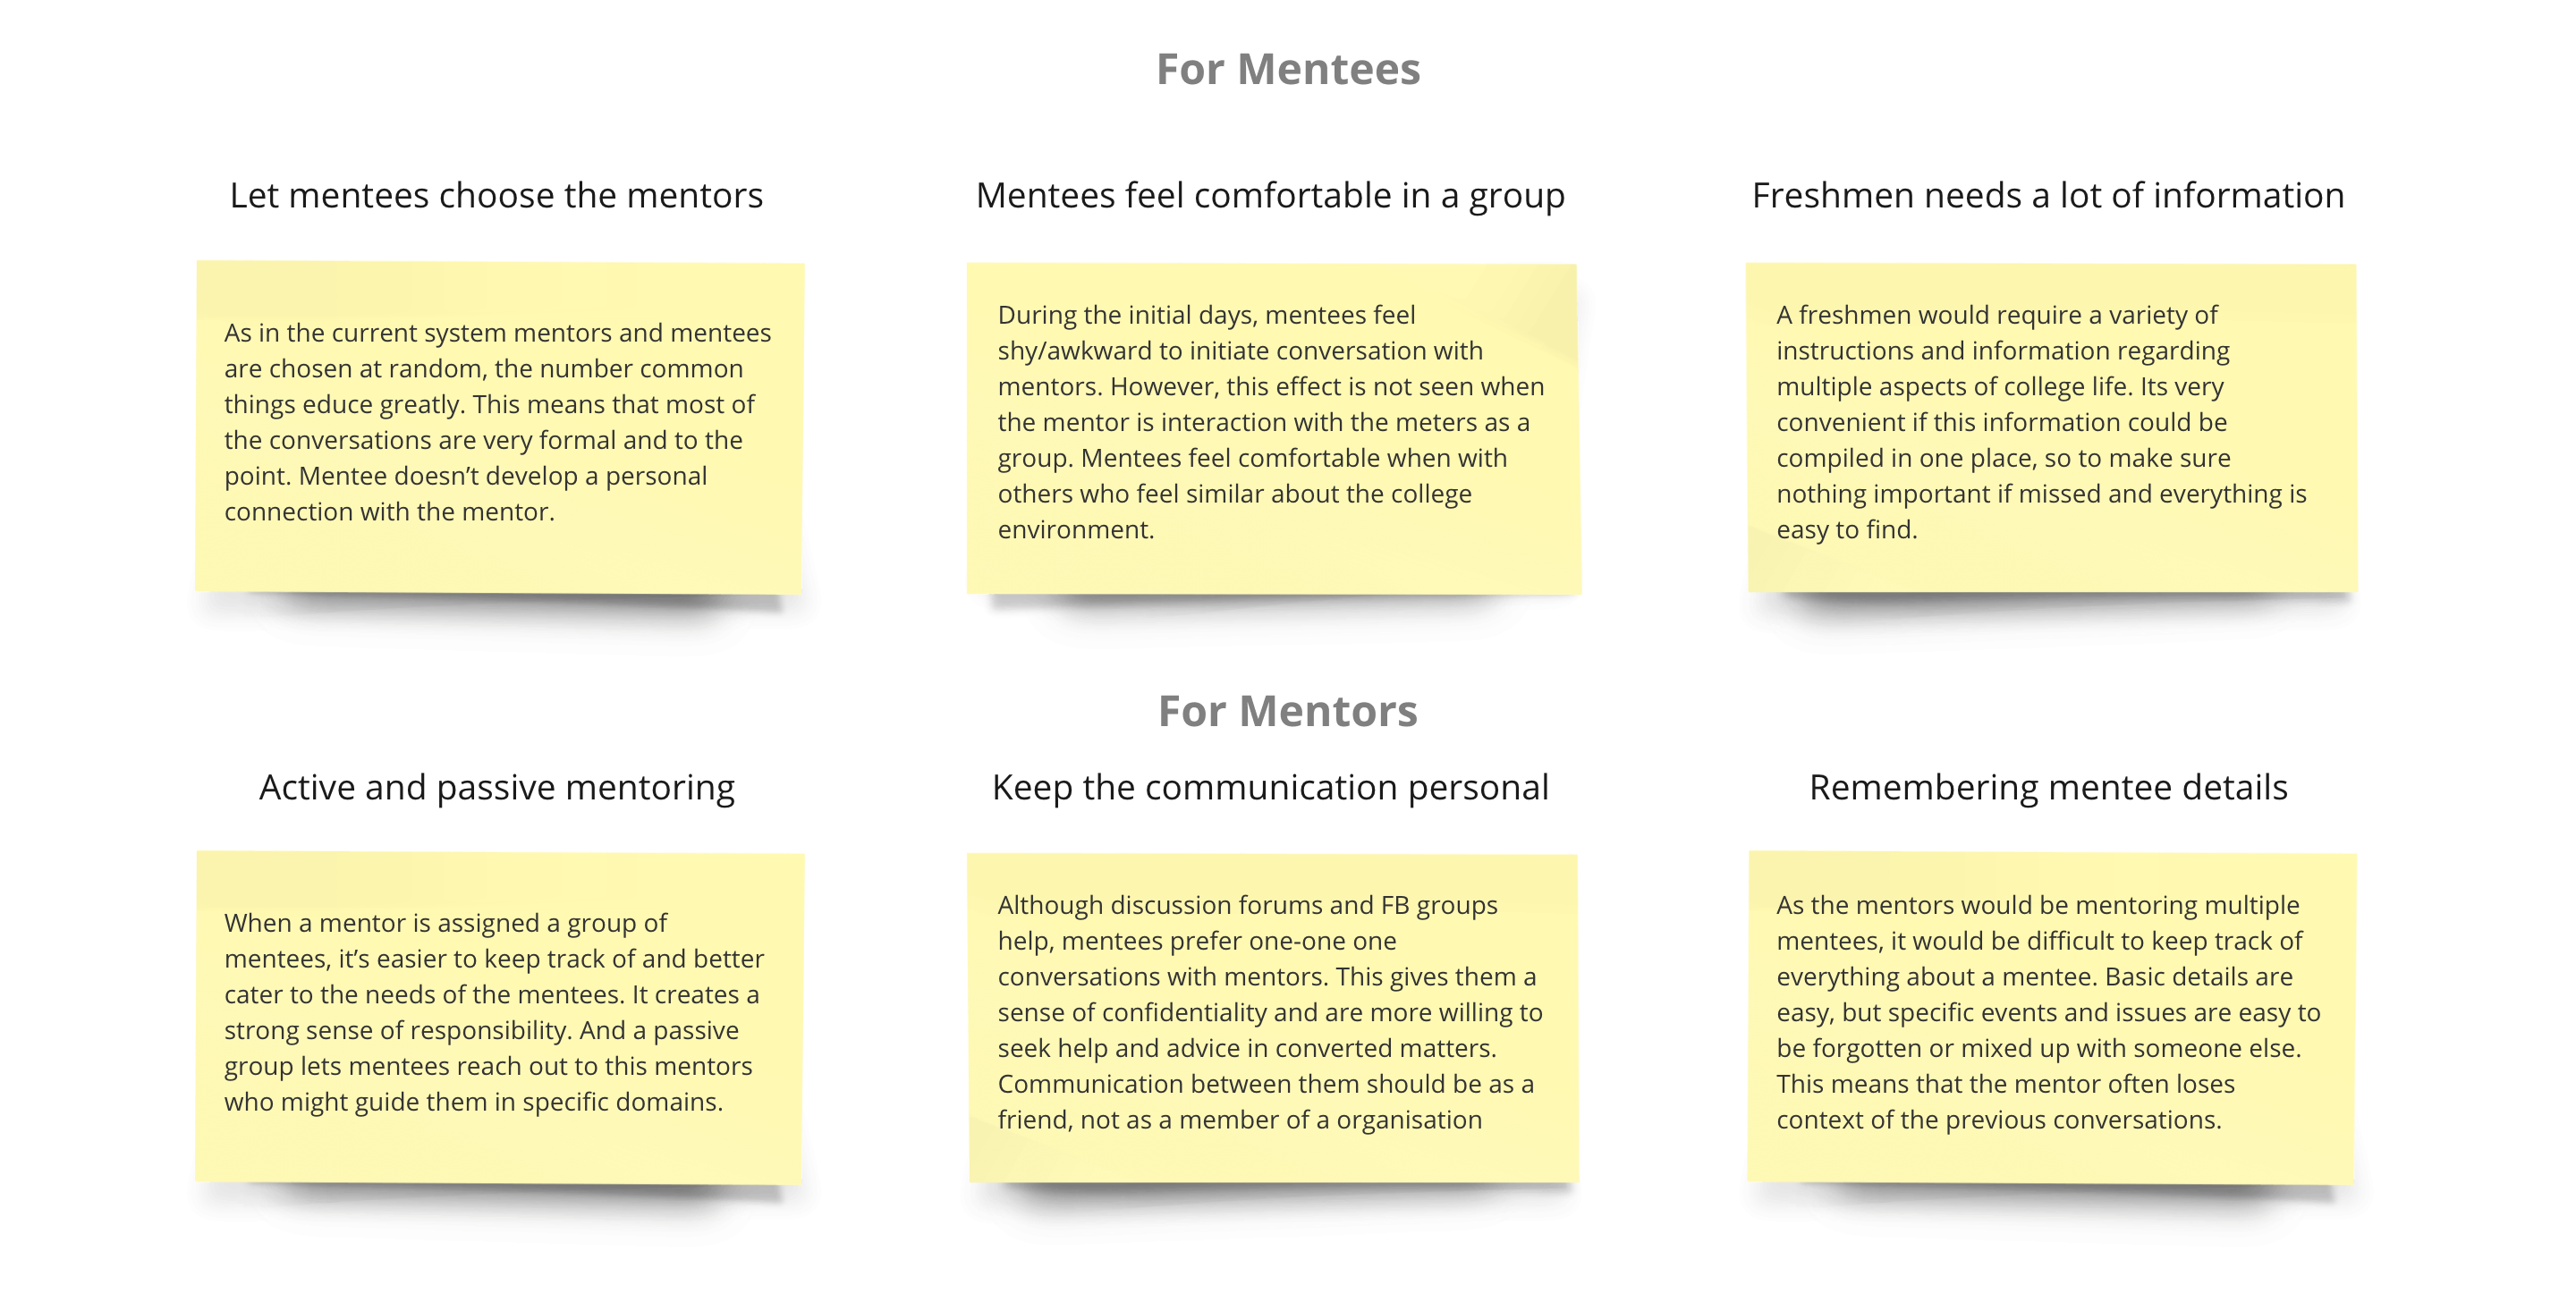 For Mentees
Let mentees choose the mentors
As in the current system mentors and mentees
are chosen at random, the number common
things educe greatly. This means that most of
the conversations are very formal and to the
point. Mentee doesn’t develop a personal
connection with the mentor.
Mentees feel comfortable in a group
During the initial days, mentees feel
shy/awkward to initiate conversation with
mentors. However, this effect is not seen when
the mentor is interaction with the meters as a
group. Mentees feel comfortable when with
others who feel similar about the college
environment.
Freshmen needs a lot of information
A freshmen would require a variety of
instructions and information regarding
multiple aspects of college life. Its very
convenient if this information could be
compiled in one place, so to make sure
nothing important if missed and everything is
easy to find.
For Mentors
Active and passive mentoring
When a mentor is assigned a group of
mentees, it’s easier to keep track of and better
cater to the needs of the mentees. It creates a
strong sense of responsibility. And a passive
group lets mentees reach out to this mentors
who might guide them in specific domains.
Keep the communication personal
Although discussion forums and FB groups
help, mentees prefer one-one one
conversations with mentors. This gives them a
sense of confidentiality and are more willing to
seek help and advice in converted matters.
Communication between them should be as a
friend, not as a member of a organisation
Remembering mentee details
As the mentors would be mentoring multiple
mentees, it would be difficult to keep track of
everything about a mentee. Basic details are
easy, but specific events and issues are easy to
be forgotten or mixed up with someone else.
This means that the mentor often loses
context of the previous conversations.